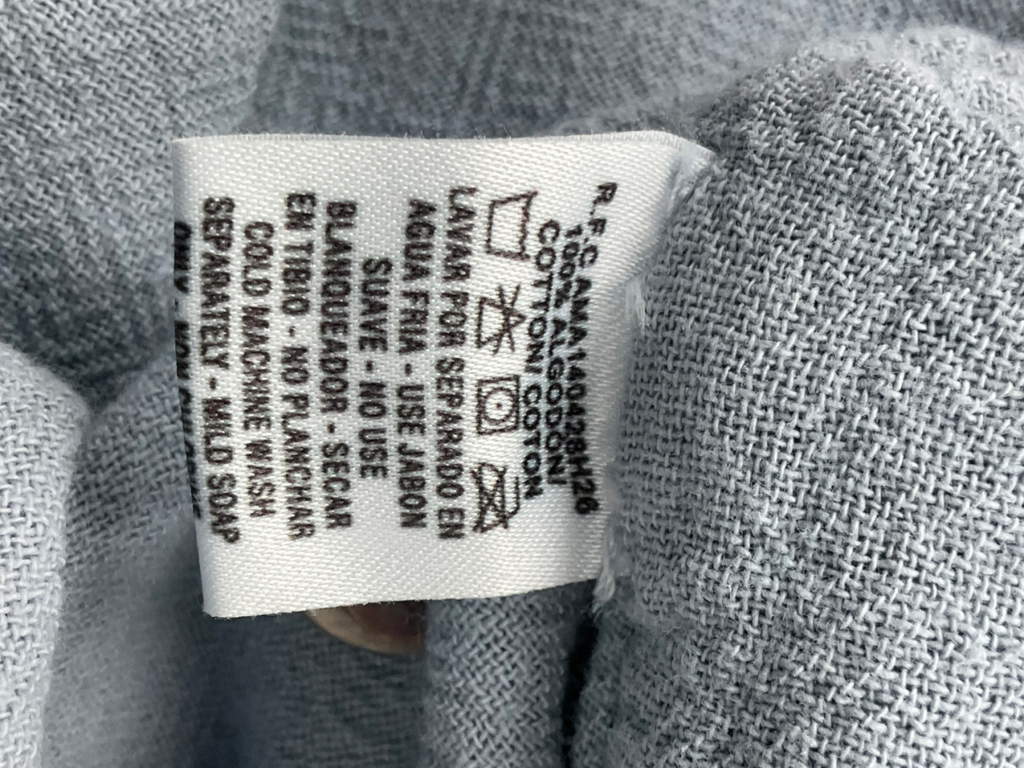 R.F.C. AMA140428H26
100% ALGODON/
COTTON COTON
LAVAR POR SEPARADO EN
AGUA FRIA - USE JABON
SUAVE - NO USE
BLANQUEADOR - SECAR
EN TIBIO - NO PLANCHAR
COLD MACHINE WASH
SEPARATELY - MILD SOAP